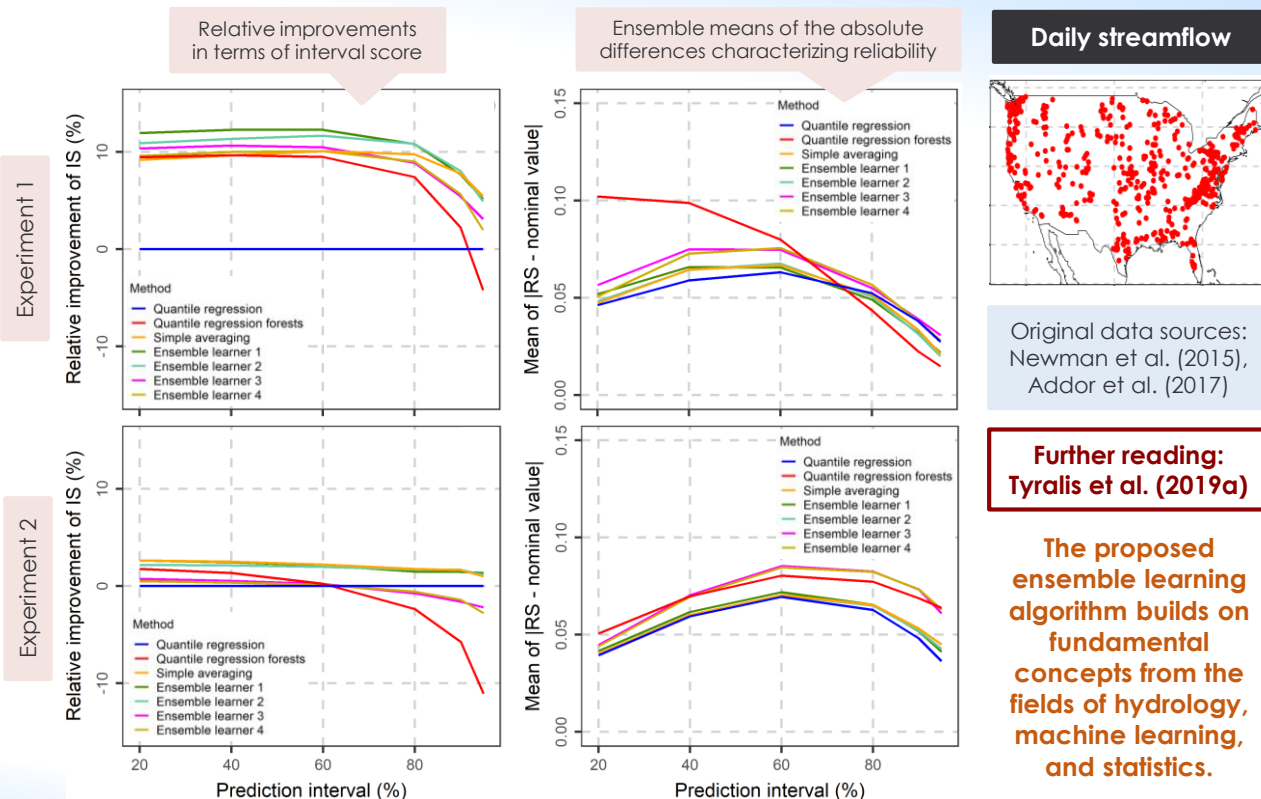 Relative improvements
in terms of interval score
Ensemble means of the absolute
differences characterizing reliability
Daily streamflow
Experiment 1
Relative improvement of IS (%)
10
0
-10
Method
Quantile regression
Quantile regression forests
Simple averaging
Ensemble learner 1
Ensemble learner 2
Ensemble learner 3
Ensemble learner 4
Mean of |RS - nominal value|
0.15
0.10
0.05
0.00
Method
Quantile regression
Quantile regression forests
Simple averaging
Ensemble learner 1
Ensemble learner 2
Ensemble learner 3
Ensemble learner 4
Original data sources:
Newman et al. (2015),
Addor et al. (2017)
Experiment 2
Relative improvement of IS (%)
10
0
-10
Method
Quantile regression
Quantile regression forests
Simple averaging
Ensemble learner 1
Ensemble learner 2
Ensemble learner 3
Ensemble learner 4
20 40 60 80
Prediction interval (%)
Mean of |RS - nominal value|
0.15
0.10
0.05
0.00
Method
Quantile regression
Quantile regression forests
Simple averaging
Ensemble learner 1
Ensemble learner 2
Ensemble learner 3
Ensemble learner 4
20 40 60 80
Prediction interval (%)
Further reading:
Tyralis et al. (2019a)
The proposed
ensemble learning
algorithm builds on
fundamental
concepts from the
fields of hydrology,
machine learning,
and statistics.